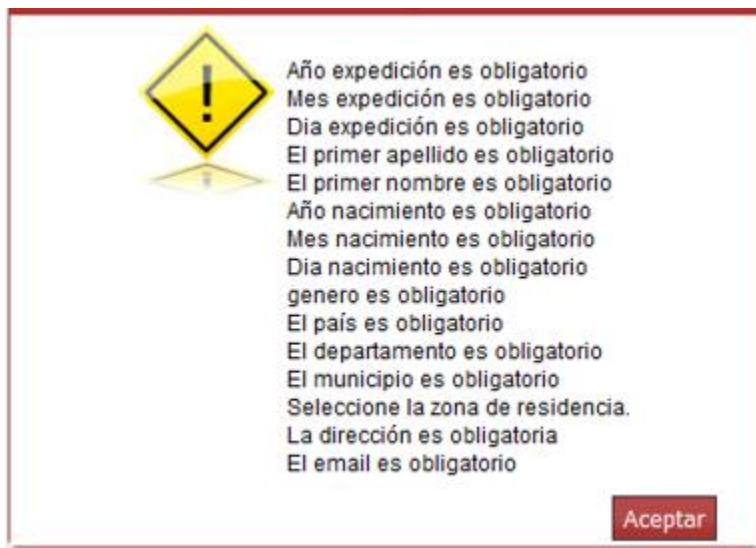 Año expedición es obligatorio
Mes expedición es obligatorio
Dia expedición es obligatorio
El primer apellido es obligatorio
El primer nombre es obligatorio
Año nacimiento es obligatorio
Mes nacimiento es obligatorio
Dia nacimiento es obligatorio
genero es obligatorio
El país es obligatorio
El departamento es obligatorio
El municipio es obligatorio
Seleccione la zona de residencia.
La dirección es obligatoria
El email es obligatorio
Aceptar